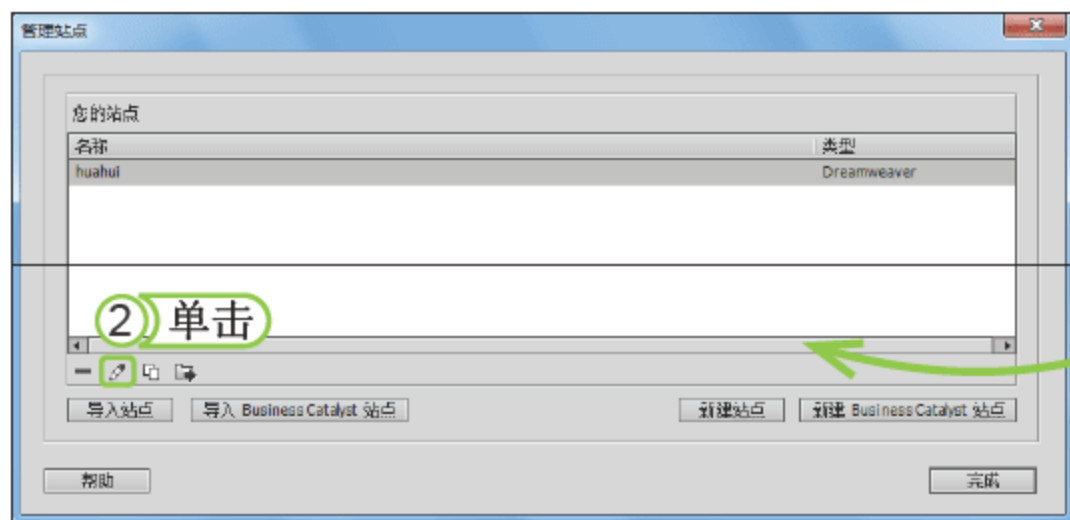 管理站点
您的站点
名称 类型
huahui Dreamweaver
2 单击
导入站点 导入 Business Catalyst 站点 新建站点 新建 Business Catalyst 站点
帮助 完成